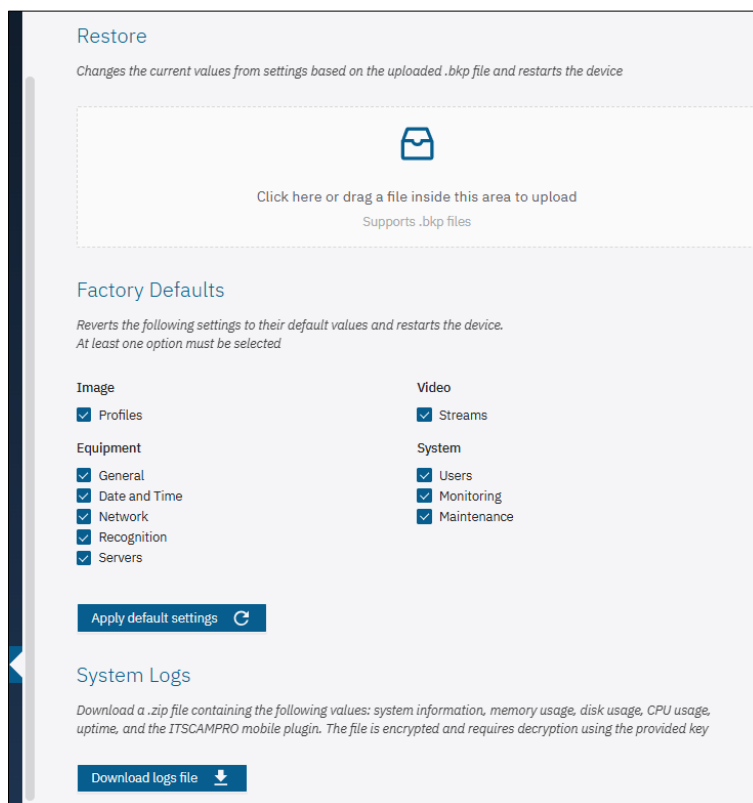 Restore
Changes the current values from settings based on the uploaded .bkp file and restarts the device
Click here or drag a file inside this area to upload
Supports .bkp files
Factory Defaults
Reverts the following settings to their default values and restarts the device.
At least one option must be selected
Image
Profiles
Video
Streams
Equipment
General
Date and Time
Network
Recognition
Servers
System
Users
Monitoring
Maintenance
Apply default settings
System Logs
Download a .zip file containing the following values: system information, memory usage, disk usage, CPU usage,
uptime, and the ITSCAMPRO mobile plugin. The file is encrypted and requires decryption using the provided key
Download logs file